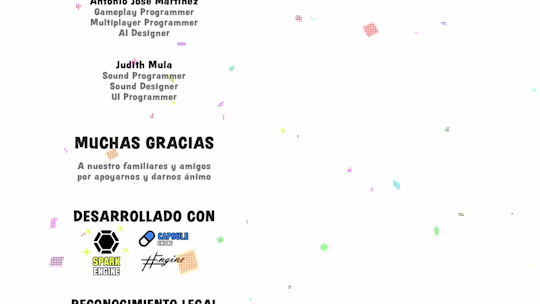 Antonio José Martínez
Gameplay Programmer
Multiplayer Programmer
AI Designer
Judith Mula
Sound Programmer
Sound Designer
UI Programmer
MUCHAS GRACIAS
A nuestro familiares y amigos
por apoyarnos y darnos ánimo
DESARROLLADO CON
SPARK
ENGINE
CAPSULE
ENGINE
#Engine
RECONOCIMIENTO LEGAL